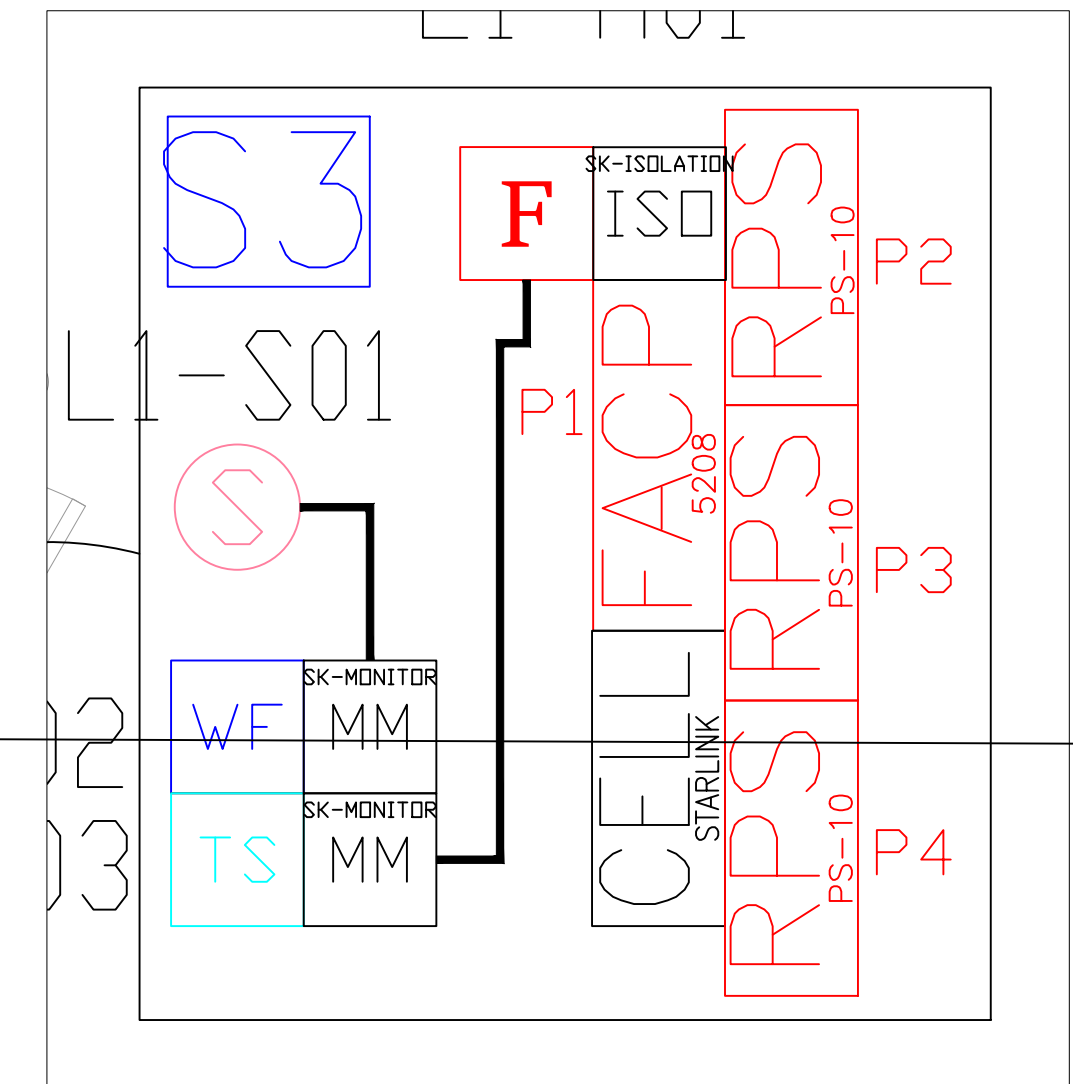 S3
F
SK-ISOLATION
ISO
RPS
PS-10
P2
L1-S01
P1
FACP
5208
S
RPS
PS-10
P3
WF
SK-MONITOR
MM
CELL
STARLINK
TS
SK-MONITOR
MM
RPS
PS-10
P4